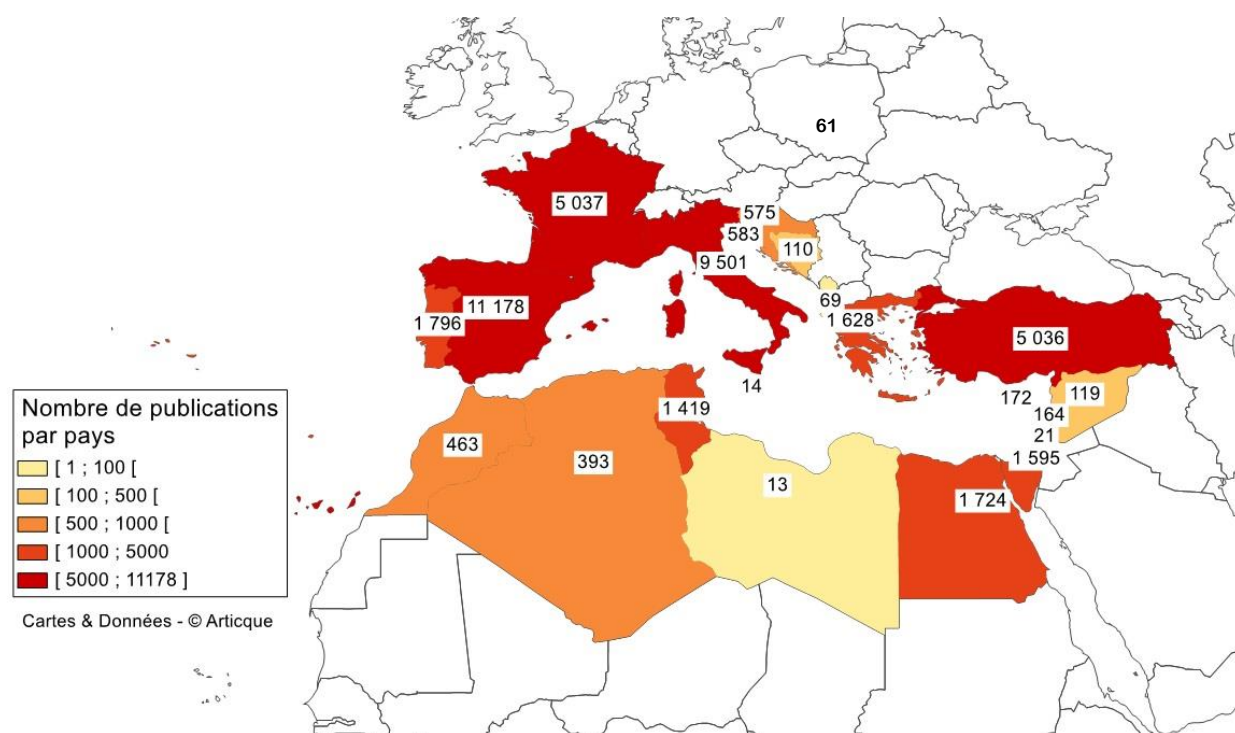 61
5 037
575
583
110
9 501
69
11 178
1 796
1 628
5 036
14
172
119
164
21
1 419
463
393
1 595
13
1 724
Nombre de publications
par pays
[ 1 ; 100 [
[ 100 ; 500 [
[ 500 ; 1000 [
[ 1000 ; 5000
[ 5000 ; 11178 ]
Cartes & Données - © Articque